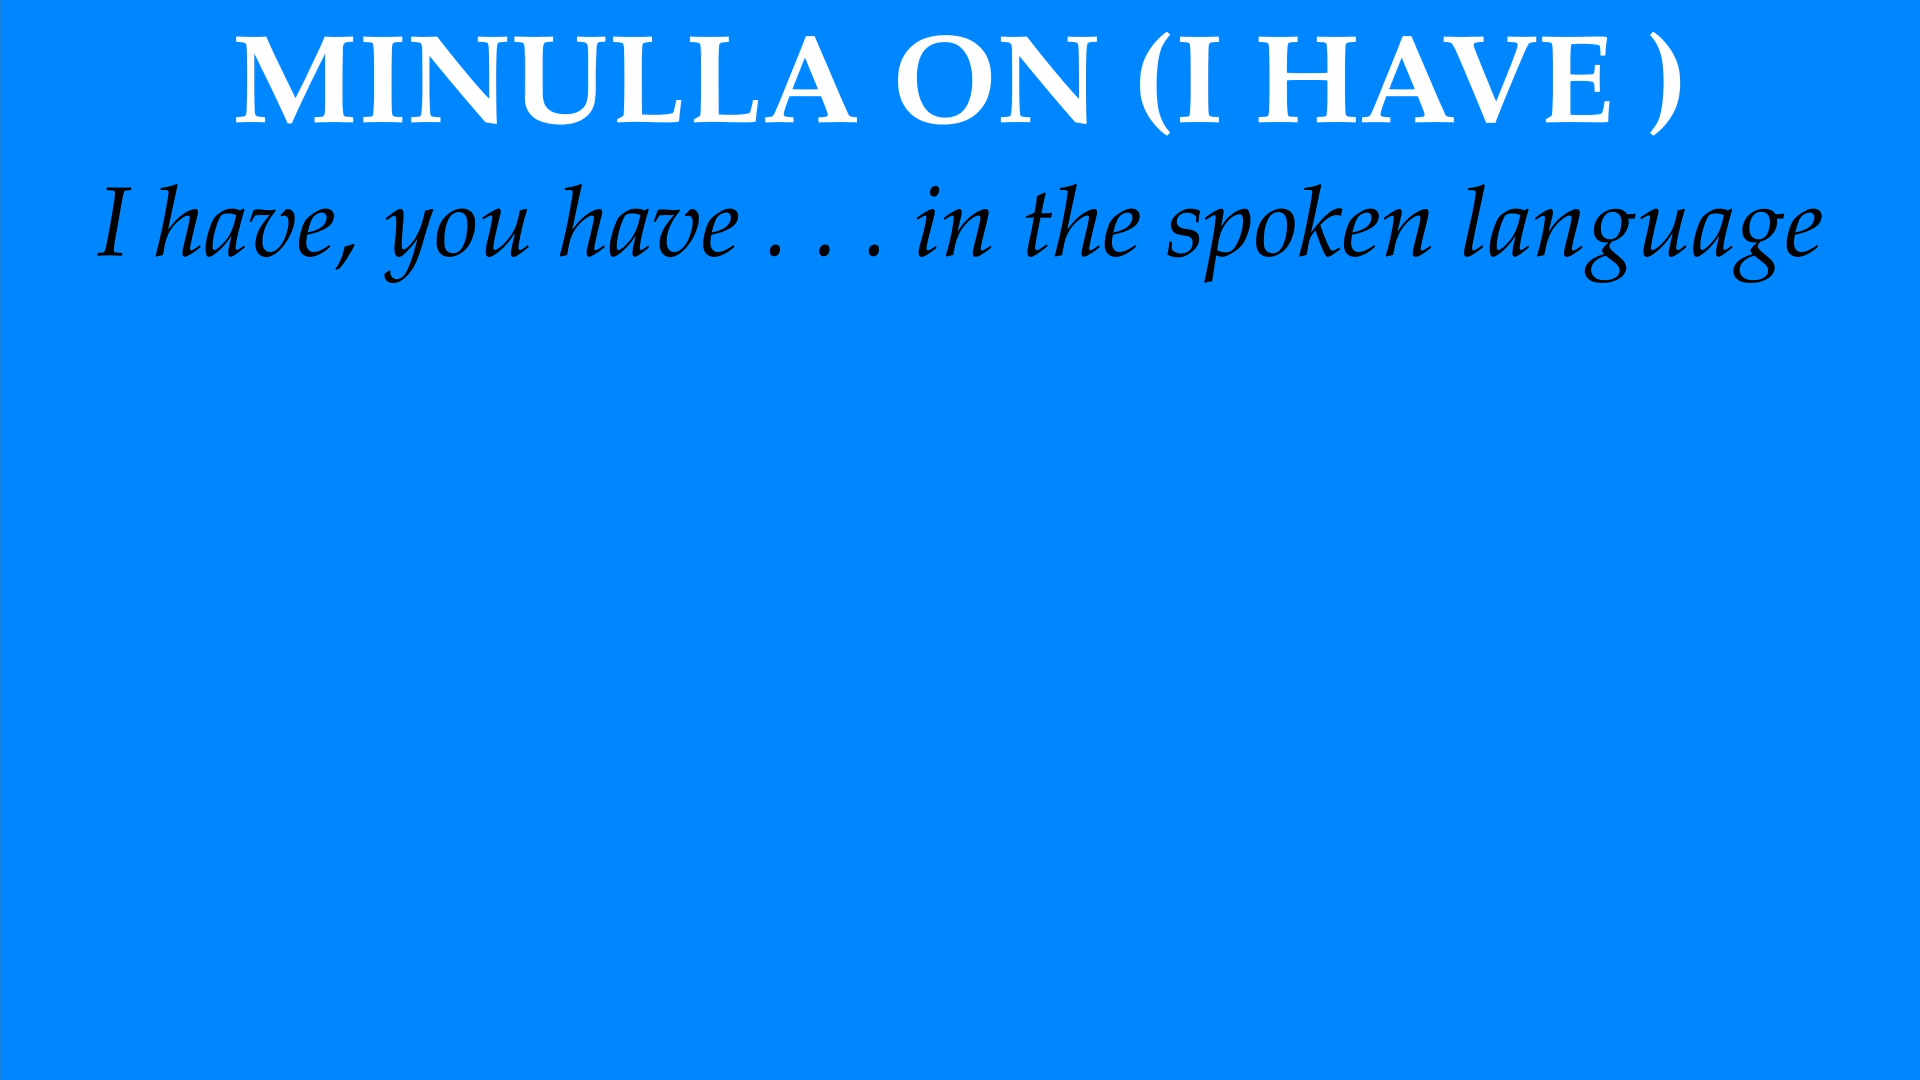 MINULLA ON (I HAVE )
I have, you have . . . in the spoken language